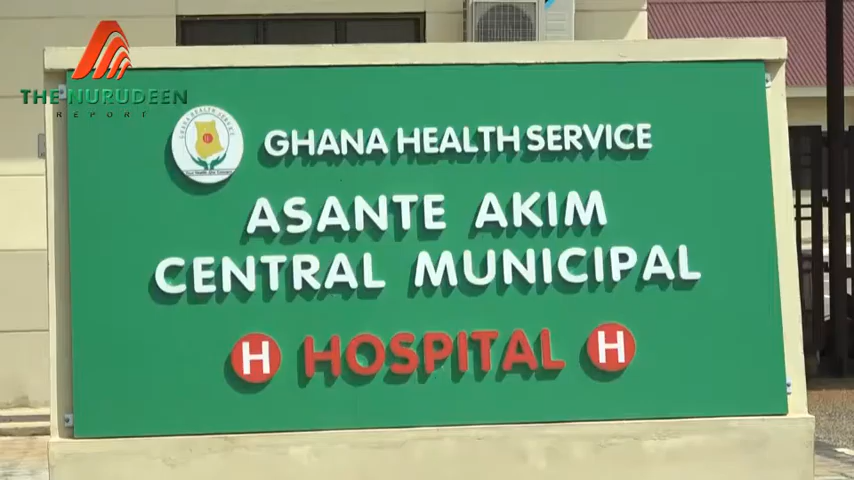 THE NURUDEEN
REPORT
GHANA HEALTH SERVICE
ASANTE AKIM
CENTRAL MUNICIPAL
H HOSPITAL H